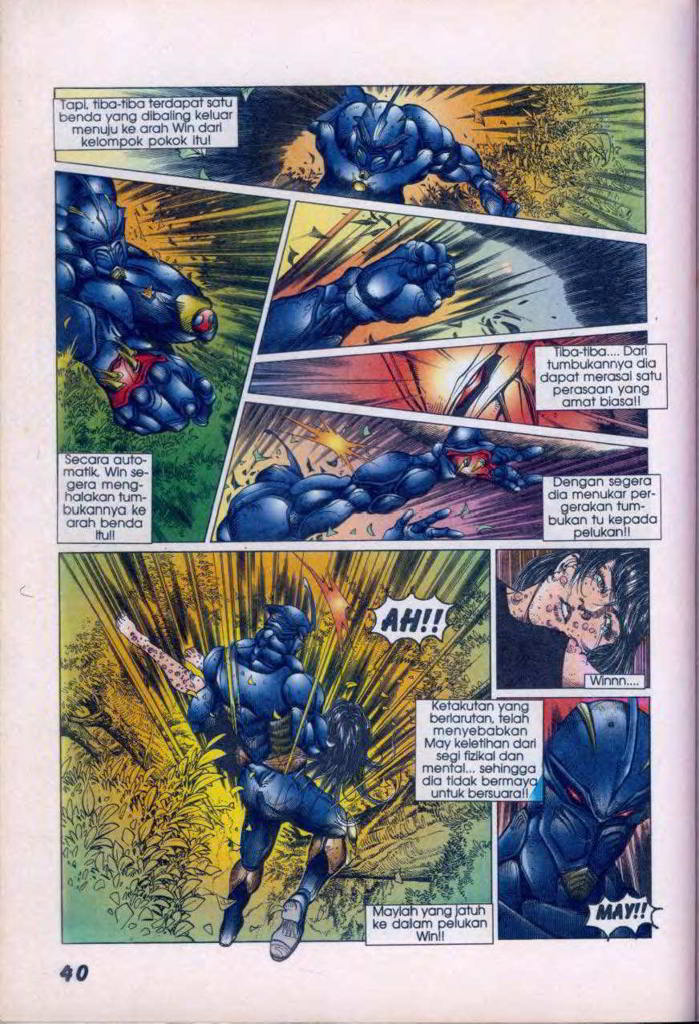 Tapi, tiba-tiba terdapat satu
benda yang dibaling keluar
menuju ke arah Win dari
kelompok pokok itu!
Secara auto-
matik, Win se-
gera meng-
halakan tum-
bukannya ke
arah benda
itu!!
Tiba-tiba.... Dari
tumbukannya dia
dapat merasai satu
perasaan yang
amat biasa!!
Dengan segera
dia menukar per-
gerakan tum-
bukan tu kepada
pelukan!!
AH!!
Winnn....
Ketakutan yang
berlarutan, telah
menyebabkan
May keletihan dari
segi fizikal dan
mental... sehingga
dia tidak bermaya
untuk bersuara!!
Maylah yang jatuh
ke dalam pelukan
Win!!
MAY!!
40